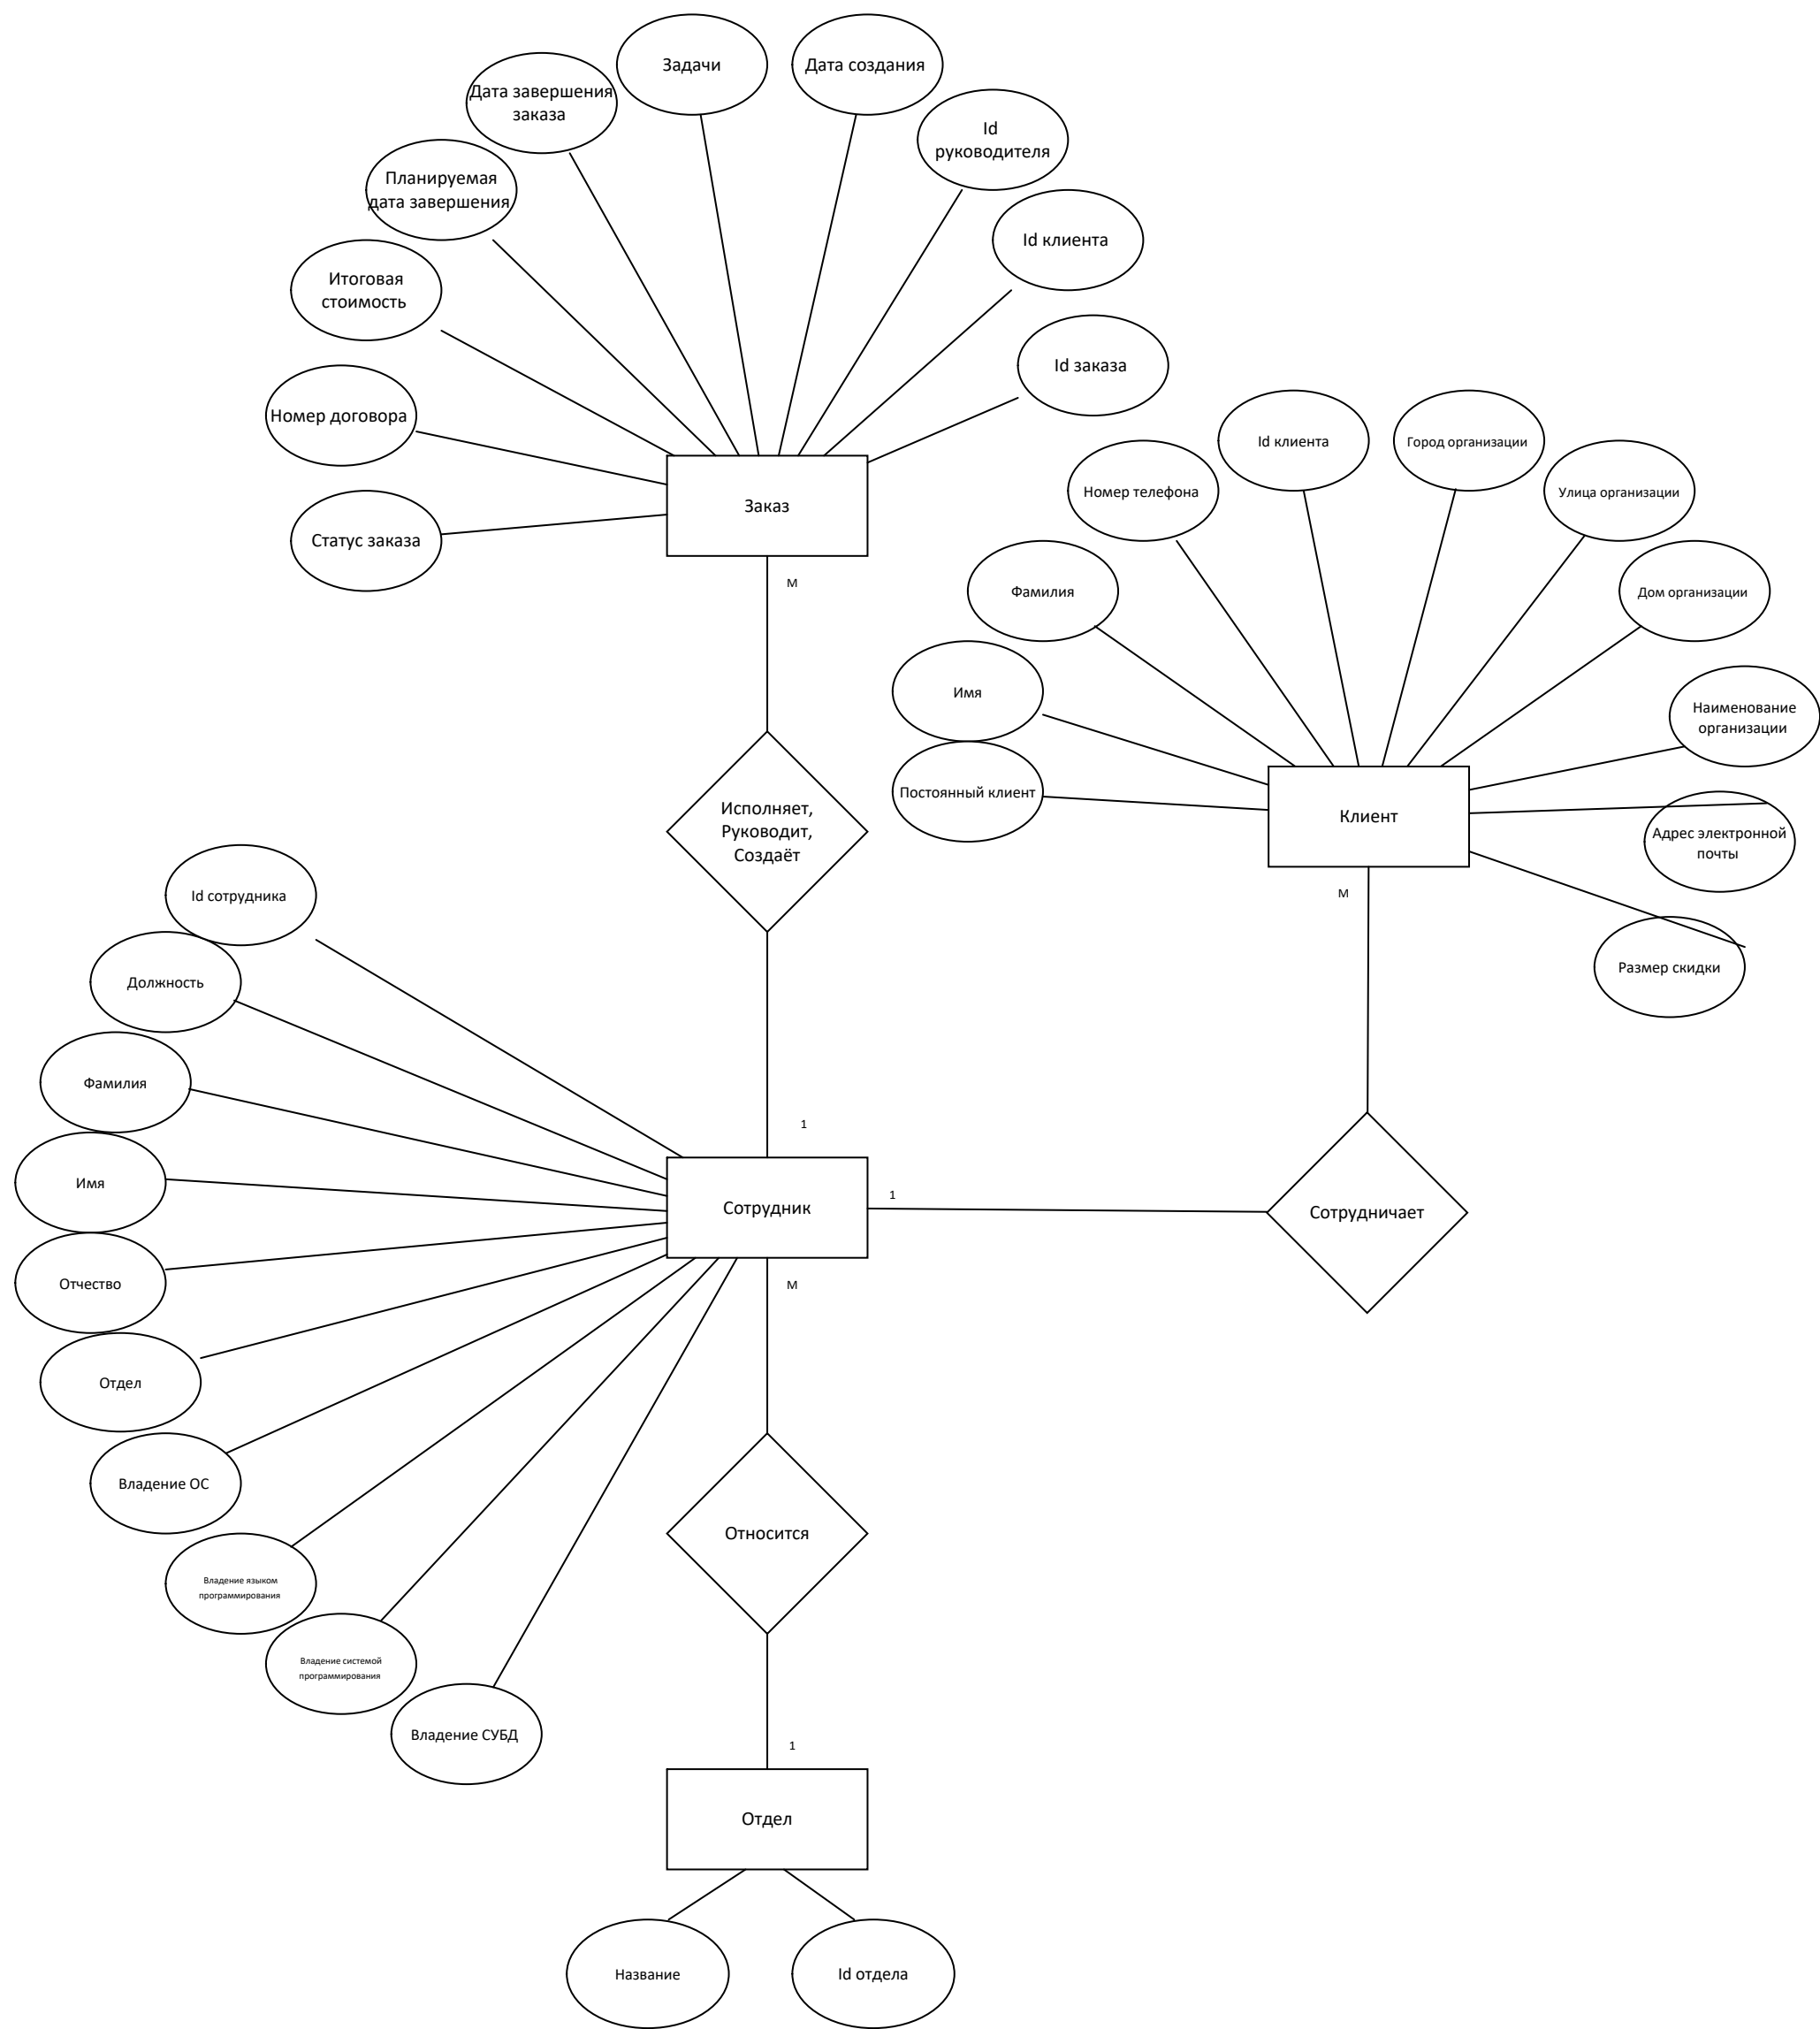 Задачи
Дата создания
Дата завершения
заказа
Id
руководителя
Планируемая
дата завершения
Id клиента
Итоговая
стоимость
Id заказа
Номер договора
Id клиента
Город организации
Номер телефона
Улица организации
Заказ
Статус заказа
М
Фамилия
Дом организации
Имя
Наименование
организации
Постоянный клиент
Исполняет,
Руководит,
Создаёт
Клиент
Адрес электронной
почты
М
Размер скидки
Id сотрудника
Должность
Фамилия
1
Имя
1
Сотрудник
Сотрудничает
Отчество
М
Отдел
Владение ОС
Относится
Владение языком
программирования
Владение системой
программирования
Владение СУБД
1
Отдел
Название
Id отдела